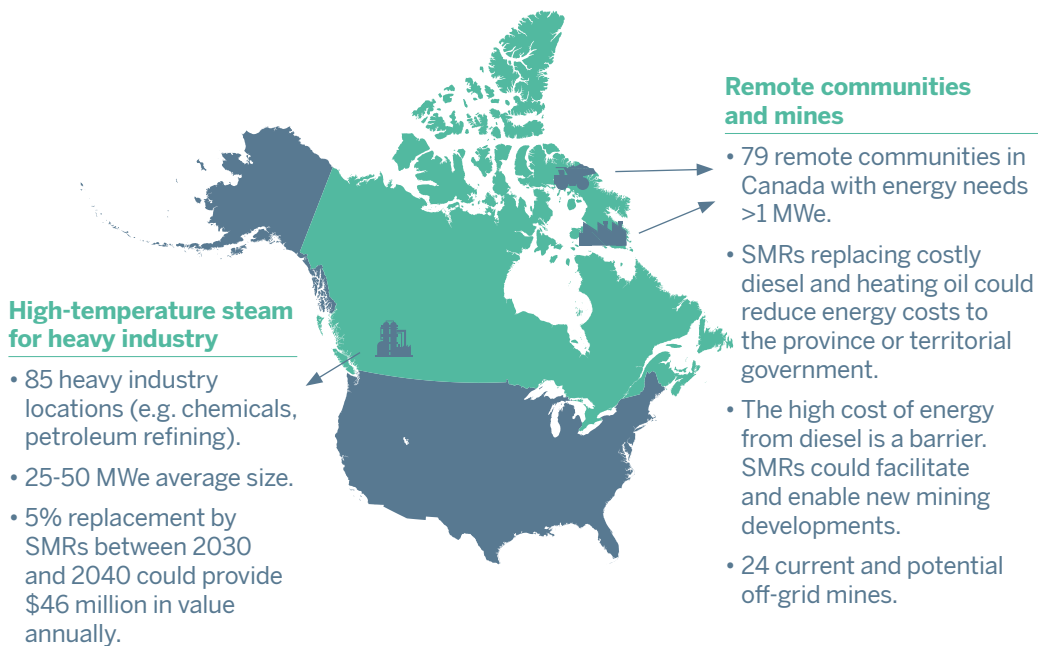 High-temperature steam
for heavy industry
• 85 heavy industry
locations (e.g. chemicals,
petroleum refining).
• 25-50 MWe average size.
• 5% replacement by
SMRs between 2030
and 2040 could provide
$46 million in value
annually.
Remote communities
and mines
• 79 remote communities in
Canada with energy needs
>1 MWe.
• SMRs replacing costly
diesel and heating oil could
reduce energy costs to
the province or territorial
government.
• The high cost of energy
from diesel is a barrier.
SMRs could facilitate
and enable new mining
developments.
• 24 current and potential
off-grid mines.